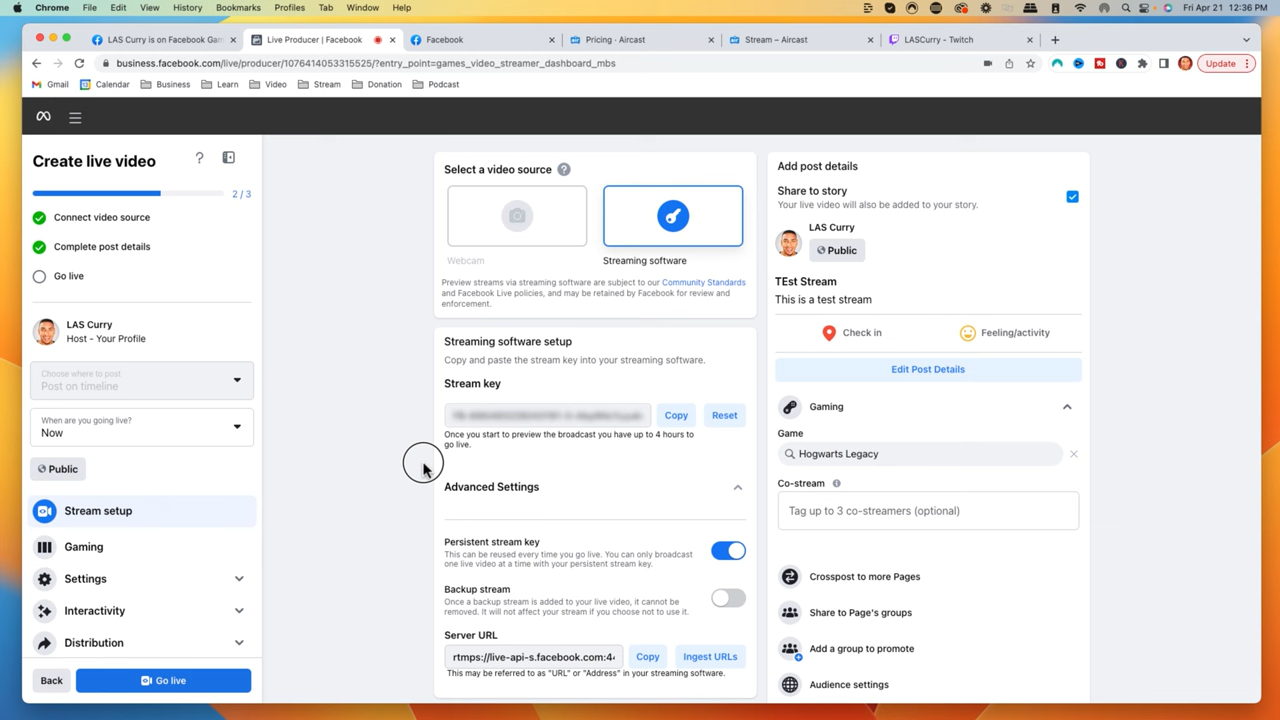 Chrome File Edit View History Bookmarks Profiles Tab Window Help Fri Apr 21 12:36 PM
LAS Curry is on Facebook Gam Live Producer | Facebook Facebook Pricing - Aircast Stream – Aircast LASCurry - Twitch
business.facebook.com/live/producer/1076414053315525/?entry_point=games_video_streamer_dashboard_mbs Update
Gmail Calendar Business Learn Video Stream Donation Podcast
Create live video
2 / 3
Connect video source
Complete post details
Go live
LAS Curry
Host - Your Profile
Choose where to post
Post on timeline
When are you going live?
Now
Public
Stream setup
Gaming
Settings
Interactivity
Distribution
Back Go live
Select a video source
Webcam Streaming software
Preview streams via streaming software are subject to our Community Standards
and Facebook Live policies, and may be retained by Facebook for review and
enforcement.
Streaming software setup
Copy and paste the stream key into your streaming software.
Stream key
Copy Reset
Once you start to preview the broadcast you have up to 4 hours to
go live.
Advanced Settings
Persistent stream key
This can be reused every time you go live. You can only broadcast
one live video at a time with your persistent stream key.
Backup stream
Once a backup stream is added to your live video, it cannot be
removed. It will not affect your stream if you choose not to use it.
Server URL
rtmps://live-api-s.facebook.com:4 Copy Ingest URLs
This may be referred to as "URL" or "Address" in your streaming software.
Add post details
Share to story
Your live video will also be added to your story.
LAS Curry
Public
TEst Stream
This is a test stream
Check in Feeling/activity
Edit Post Details
Gaming
Game
Hogwarts Legacy
Co-stream
Tag up to 3 co-streamers (optional)
Crosspost to more Pages
Share to Page's groups
Add a group to promote
Audience settings